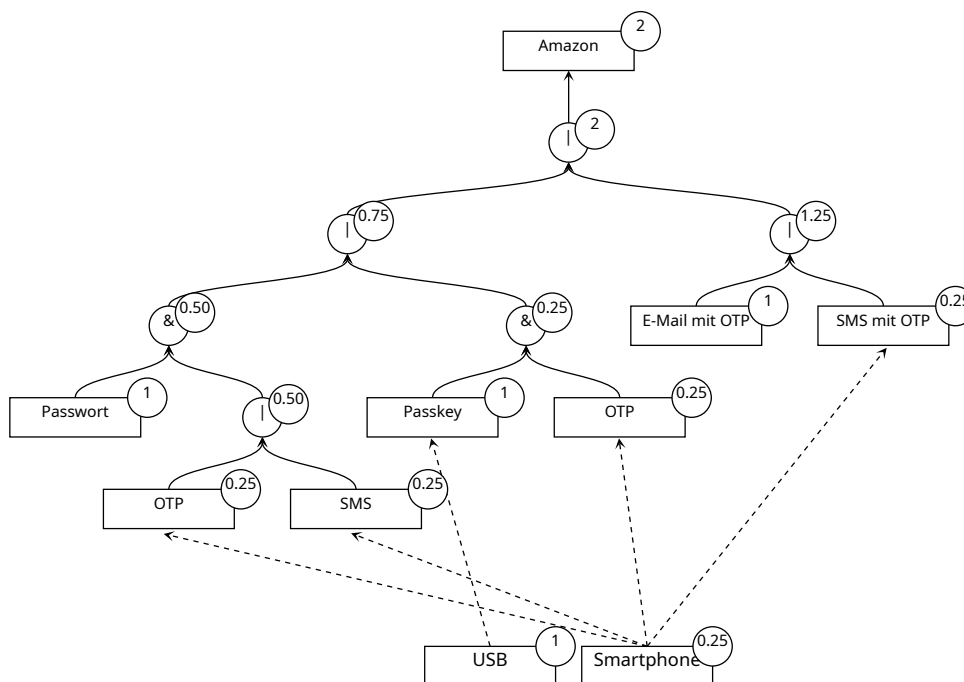 2
Amazon
2
|
0.75
|
1.25
|
0.50
&
0.25
&
1
E-Mail mit OTP
0.25
SMS mit OTP
1
Passwort
0.50
|
1
Passkey
0.25
OTP
0.25
OTP
0.25
SMS
1
USB
0.25
Smartphone